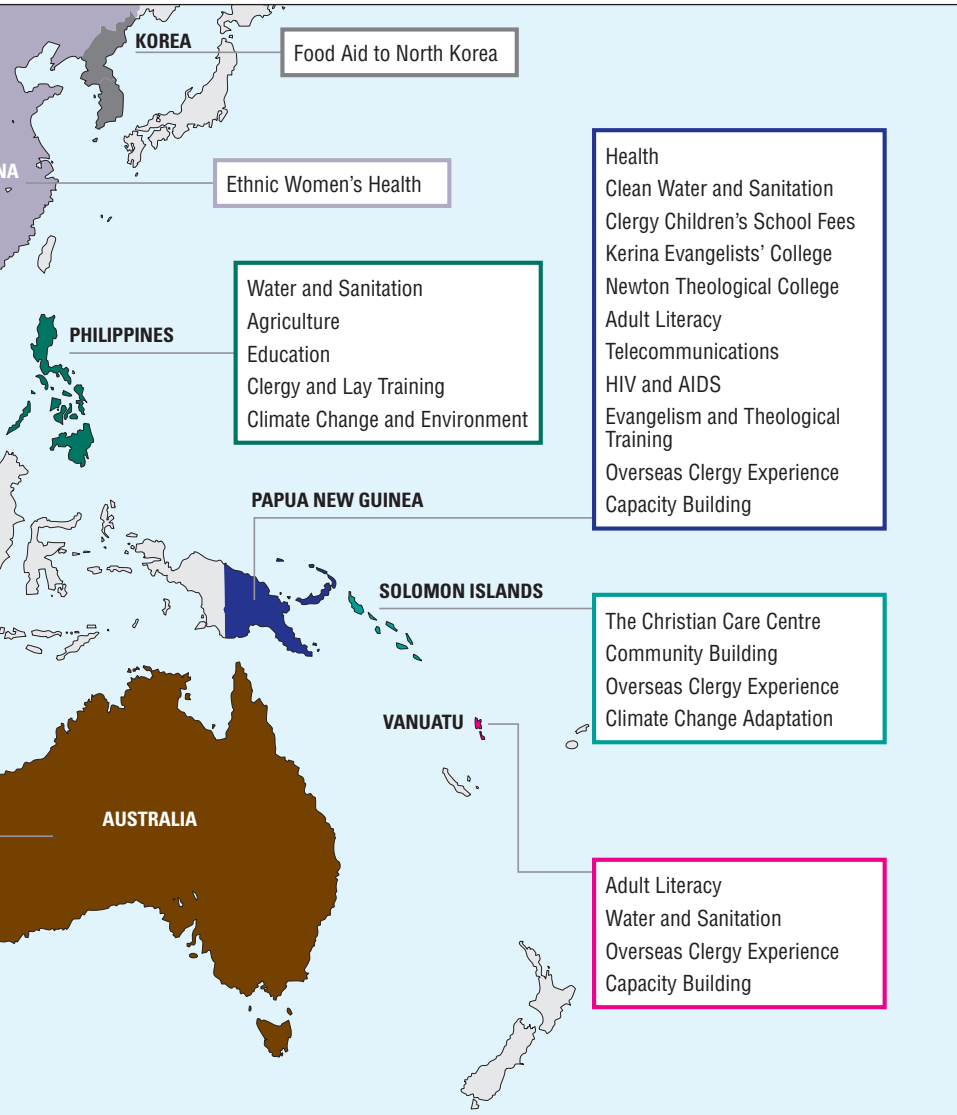 KOREA
Food Aid to North Korea
NA
Ethnic Women's Health
PHILIPPINES
Water and Sanitation
Agriculture
Education
Clergy and Lay Training
Climate Change and Environment
PAPUA NEW GUINEA
Health
Clean Water and Sanitation
Clergy Children's School Fees
Kerina Evangelists' College
Newton Theological College
Adult Literacy
Telecommunications
HIV and AIDS
Evangelism and Theological
Training
Overseas Clergy Experience
Capacity Building
SOLOMON ISLANDS
The Christian Care Centre
Community Building
Overseas Clergy Experience
Climate Change Adaptation
VANUATU
Adult Literacy
Water and Sanitation
Overseas Clergy Experience
Capacity Building
AUSTRALIA